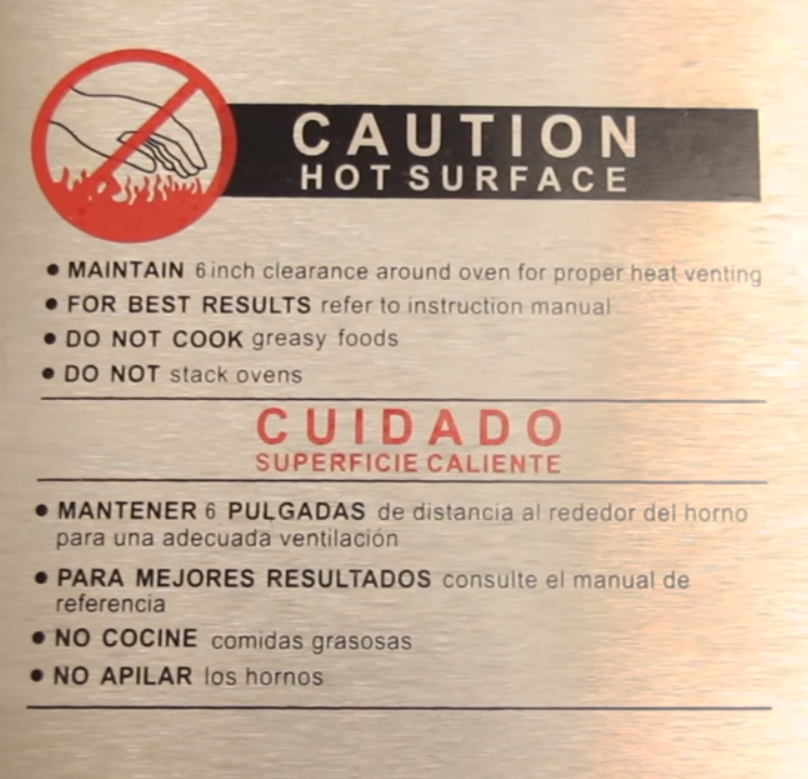 CAUTION
HOT SURFACE
• MAINTAIN 6 inch clearance around oven for proper heat venting
• FOR BEST RESULTS refer to instruction manual
• DO NOT COOK greasy foods
• DO NOT stack ovens
CUIDADO
SUPERFICIE CALIENTE
• MANTENER 6 PULGADAS de distancia al rededor del horno
para una adecuada ventilación
• PARA MEJORES RESULTADOS consulte el manual de
referencia
• NO COCINE comidas grasosas
• NO APILAR los hornos